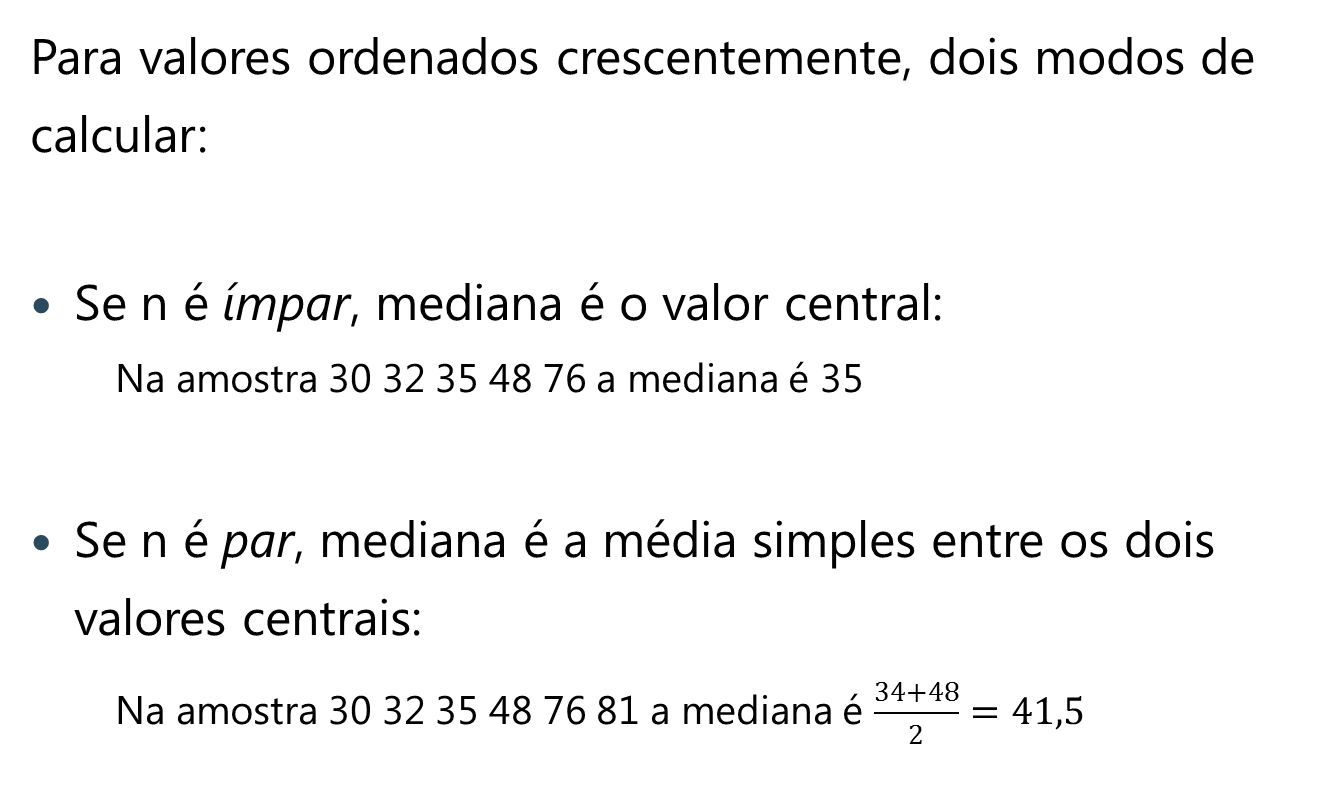 Para valores ordenados crescentemente, dois modos de
calcular:
• Se n é ímpar, mediana é o valor central:
Na amostra 30 32 35 48 76 a mediana é 35
• Se n é par, mediana é a média simples entre os dois
valores centrais:
Na amostra 30 32 35 48 76 81 a mediana é 34+48/2 = 41,5